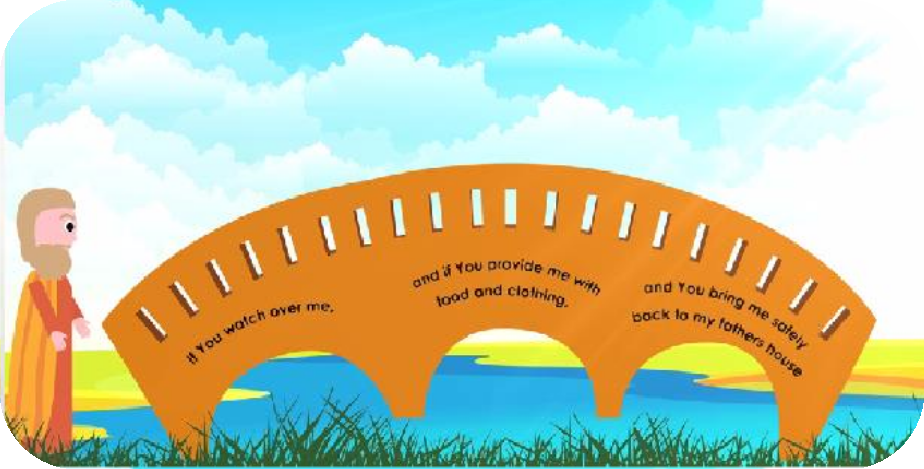 if You watch over me,
and if You provide me with
food and clothing,
and You bring me safely
back to my fathers house